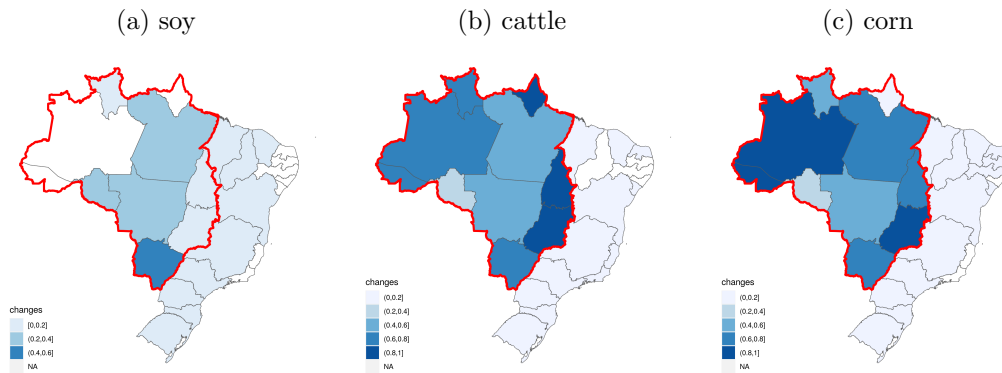 (a) soy
(b) cattle
(c) corn
changes
[0,0.2]
(0.2,0.4]
(0.4,0.6]
NA
changes
(0,0.2]
(0.2,0.4]
(0.4,0.6]
(0.6,0.8]
(0.8,1]
NA
changes
(0,0.2]
(0.2,0.4]
(0.4,0.6]
(0.6,0.8]
(0.8,1]
NA